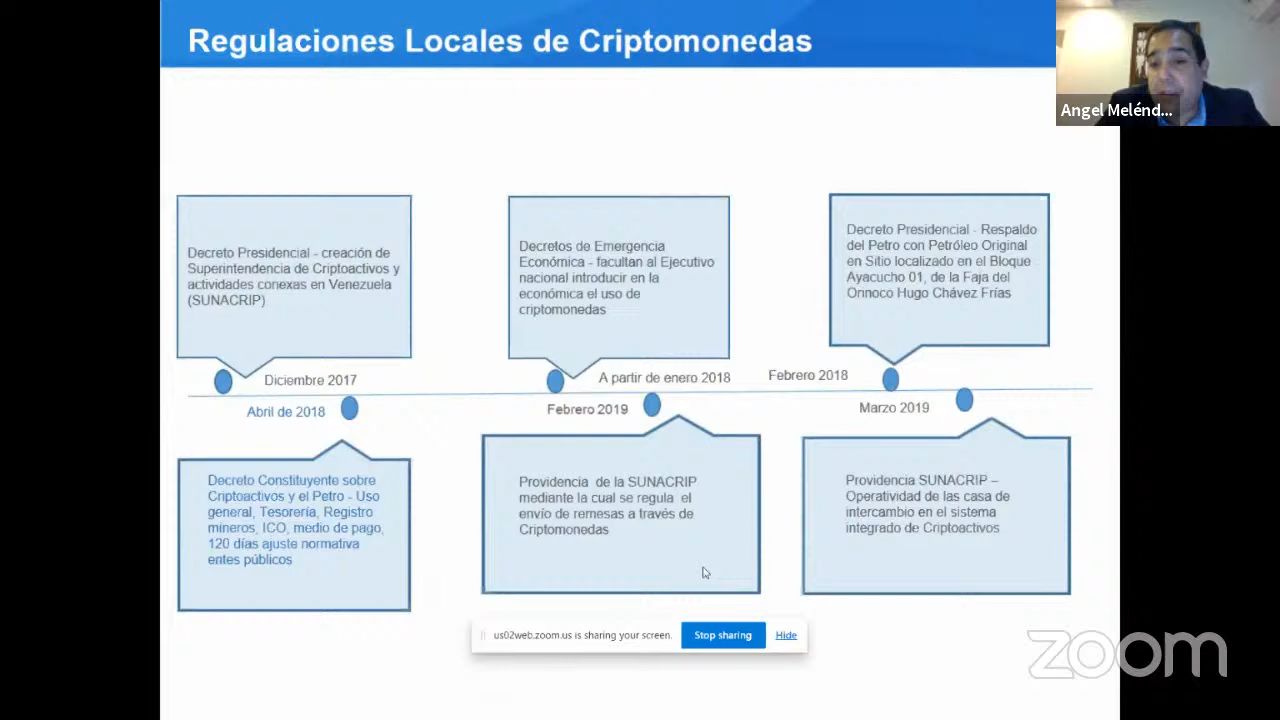 Regulaciones Locales de Criptomonedas
Angel Melénd...
Decreto Presidencial - creación de
Superintendencia de Criptoactivos y
actividades conexas en Venezuela
(SUNACRIP)
Decretos de Emergencia
Económica - facultan al Ejecutivo
nacional introducir en la
económica el uso de
criptomonedas
Decreto Presidencial - Respaldo
del Petro con Petróleo Original
en Sitio localizado en el Bloque
Ayacucho 01, de la Faja del
Orinoco Hugo Chávez Frías
Diciembre 2017
A partir de enero 2018
Febrero 2018
Abril de 2018
Febrero 2019
Marzo 2019
Decreto Constituyente sobre
Criptoactivos y el Petro - Uso
general, Tesorería, Registro
mineros, ICO, medio de pago,
120 días ajuste normativa
entes públicos
Providencia de la SUNACRIP
mediante la cual se regula el
envío de remesas a través de
Criptomonedas
Providencia SUNACRIP –
Operatividad de las casa de
intercambio en el sistema
integrado de Criptoactivos
us02web.zoom.us is sharing your screen.
Stop sharing
Hide
zoom